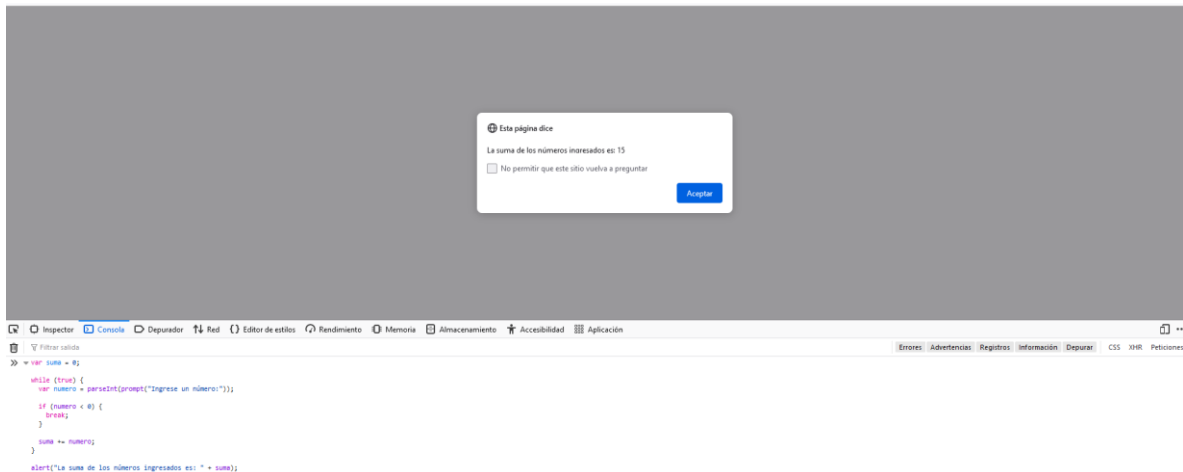 Esta página dice
La suma de los números ingresados es: 15
No permitir que este sitio vuelva a preguntar
Aceptar
Inspector Consola Depurador Red Editor de estilos Rendimiento Memoria Almacenamiento Accesibilidad Aplicación
Filtrar salida Errores Advertencias Registros Información Depurar CSS XHR Peticiones
var suma = 0;
while (true) {
var numero = parseInt(prompt("Ingrese un número:"));
if (numero < 0) {
break;
}
suma += numero;
}
alert("La suma de los números ingresados es: " + suma);